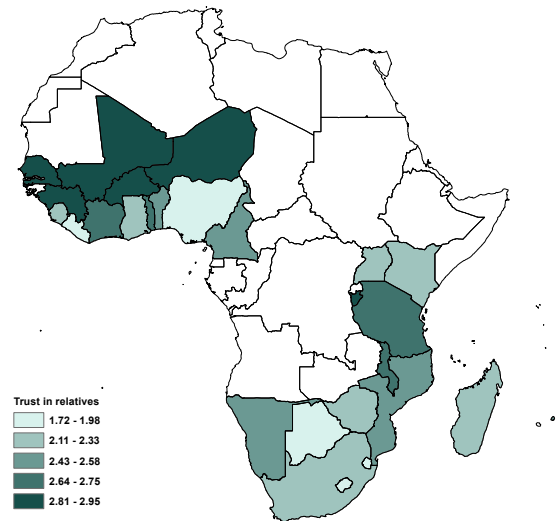 Trust in relatives
1.72 - 1.98
2.11 - 2.33
2.43 - 2.58
2.64 - 2.75
2.81 - 2.95